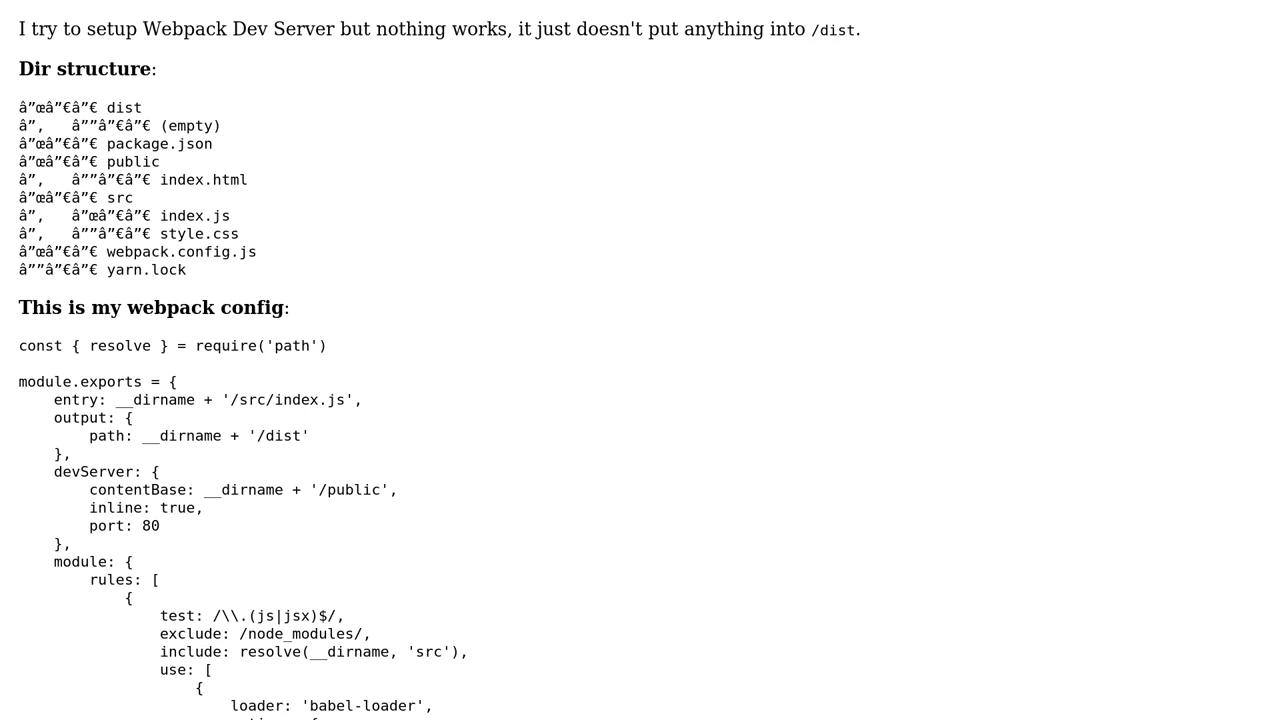 I try to setup Webpack Dev Server but nothing works, it just doesn't put anything into /dist.
Dir structure:
â”œâ”€â”€ dist
â”‚   â””â”€â”€ (empty)
â”œâ”€â”€ package.json
â”œâ”€â”€ public
â”‚   â””â”€â”€ index.html
â”œâ”€â”€ src
â”‚   â”œâ”€â”€ index.js
â”‚   â””â”€â”€ style.css
â”œâ”€â”€ webpack.config.js
â””â”€â”€ yarn.lock
This is my webpack config:
const { resolve } = require('path')
module.exports = {
    entry: __dirname + '/src/index.js',
    output: {
        path: __dirname + '/dist'
    },
    devServer: {
        contentBase: __dirname + '/public',
        inline: true,
        port: 80
    },
    module: {
        rules: [
            {
                test: /\\.(js|jsx)$/,
                exclude: /node_modules/,
                include: resolve(__dirname, 'src'),
                use: [
                    {
                        loader: 'babel-loader',